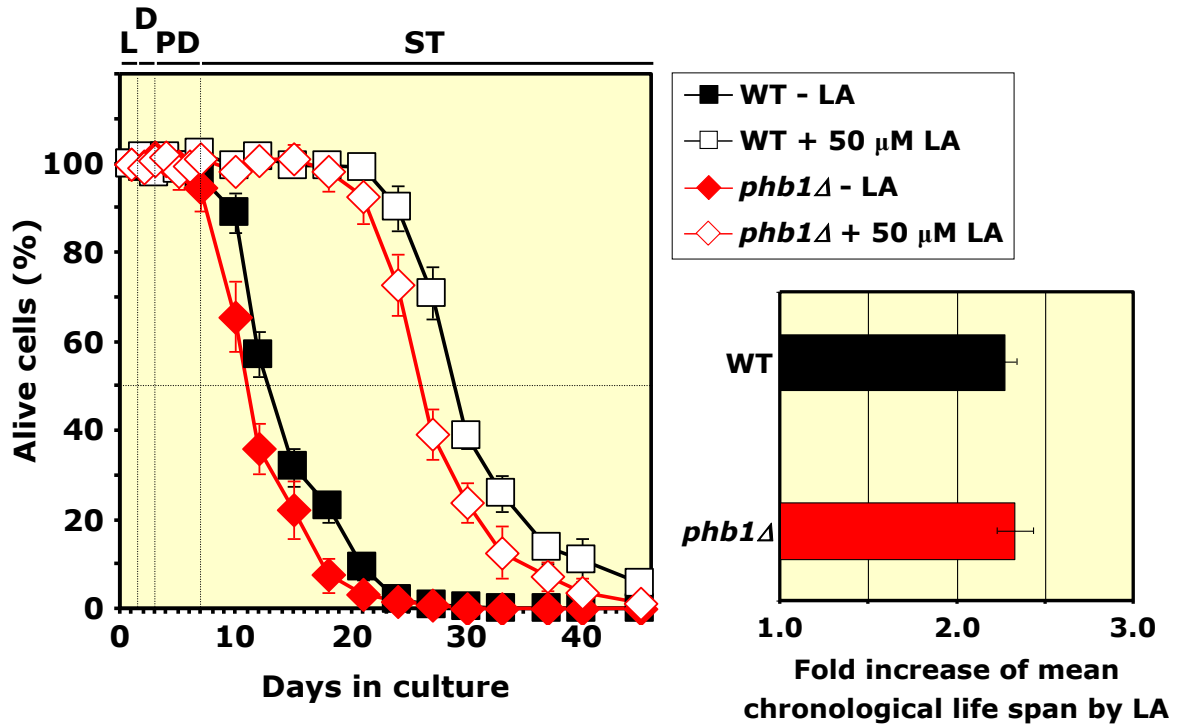 D
L PD ST
Alive cells (%)
100
80
60
40
20
0
0 10 20 30 40
Days in culture
WT - LA
WT + 50 µM LA
phb1Δ - LA
phb1Δ + 50 µM LA
WT
phb1Δ
1.0 2.0 3.0
Fold increase of mean
chronological life span by LA